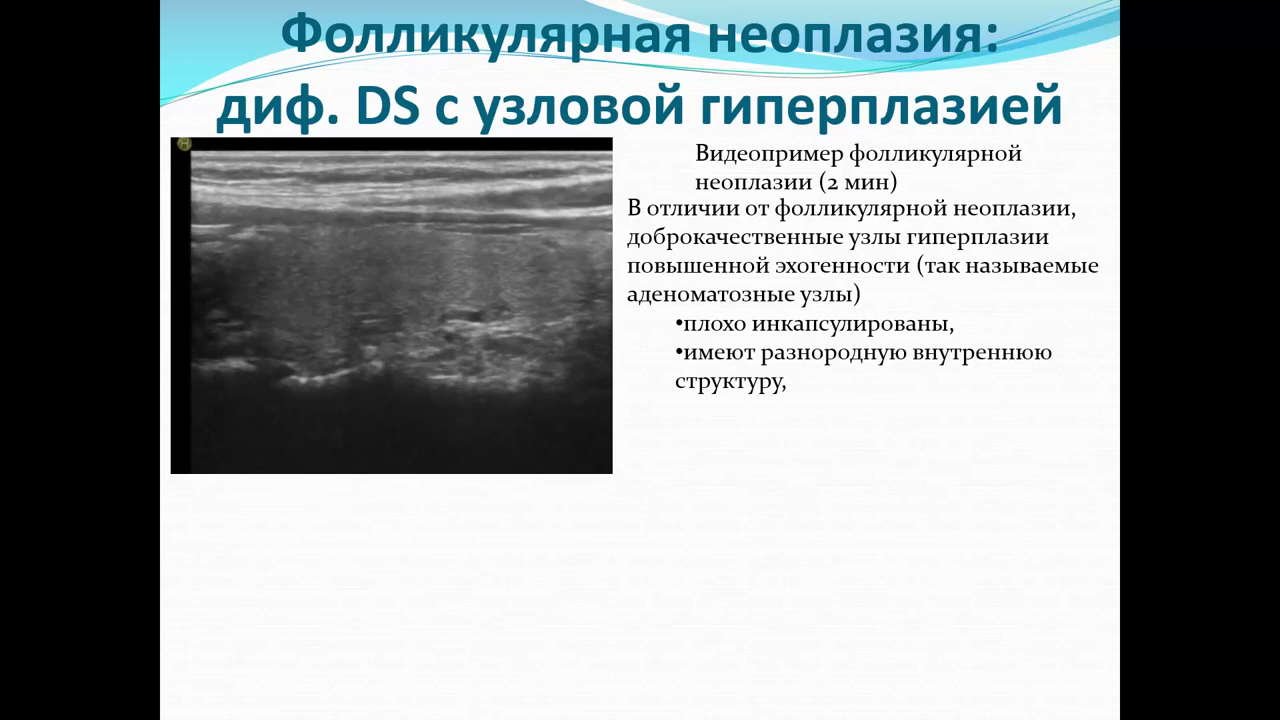 Фолликулярная неоплазия:
диф. DS с узловой гиперплазией
Видеопример фолликулярной
неоплазии (2 мин)
В отличии от фолликулярной неоплазии,
доброкачественные узлы гиперплазии
повышенной эхогенности (так называемые
аденоматозные узлы)
•плохо инкапсулированы,
•имеют разнородную внутреннюю
структуру,
H